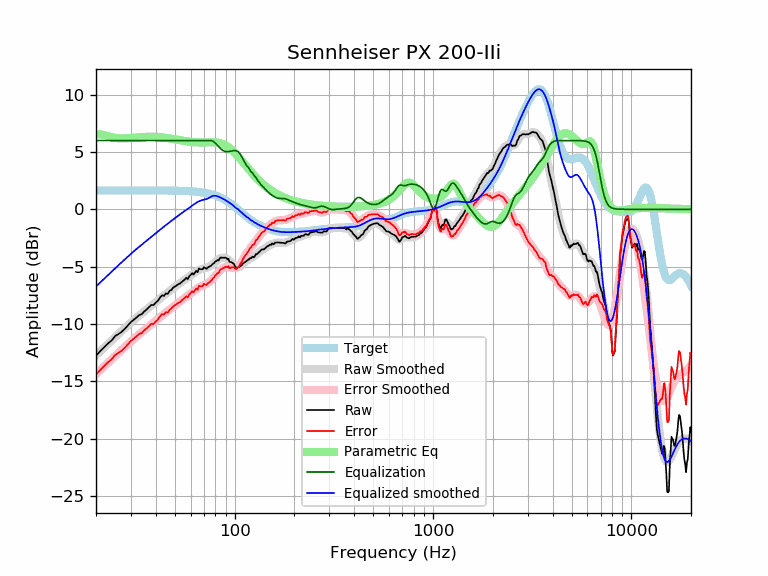 Sennheiser PX 200-IIi
Amplitude (dBr)
10
5
0
−5
−10
−15
−20
−25
Target
Raw Smoothed
Error Smoothed
Raw
Error
Parametric Eq
Equalization
Equalized smoothed
100
1000
10000
Frequency (Hz)